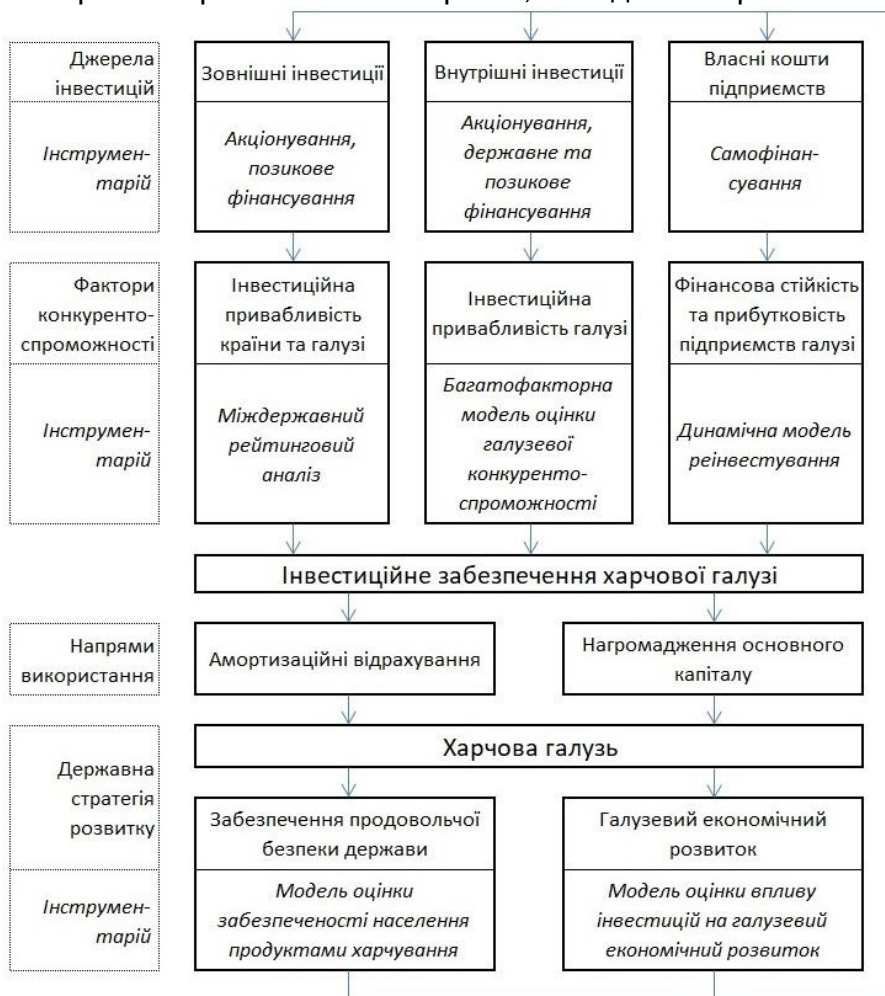 Джерела
інвестицій
Інструмен-
тарій
Зовнішні інвестиції
Акціонування,
позикове
фінансування
Внутрішні інвестиції
Акціонування,
державне та
позикове
фінансування
Власні кошти
підприємств
Самофінан-
сування
Фактори
конкуренто-
спроможності
Інструмен-
тарій
Інвестиційна
привабливість
країни та галузі
Міждержавний
рейтинговий
аналіз
Інвестиційна
привабливість галузі
Багатофакторна
модель оцінки
галузевої
конкуренто-
спроможності
Фінансова стійкість
та прибутковість
підприємств галузі
Динамічна модель
реінвестування
Інвестиційне забезпечення харчової галузі
Напрями
використання
Амортизаційні відрахування
Нагромадження основного
капіталу
Харчова галузь
Державна
стратегія
розвитку
Інструмен-
тарій
Забезпечення продовольчої
безпеки держави
Модель оцінки
забезпеченості населення
продуктами харчування
Галузевий економічний
розвиток
Модель оцінки впливу
інвестицій на галузевий
економічний розвиток